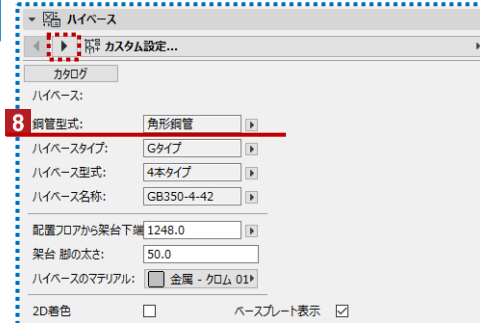 ハイベース
カスタム設定...
カタログ
ハイベース:
8 鋼管型式: 角形鋼管
ハイベースタイプ: Gタイプ
ハイベース型式: 4本タイプ
ハイベース名称: GB350-4-42
配置フロアから架台下端 1248.0
架台 脚の太さ: 50.0
ハイベースのマテリアル: 金属 - クロム 01
2D着色 ベースプレート表示